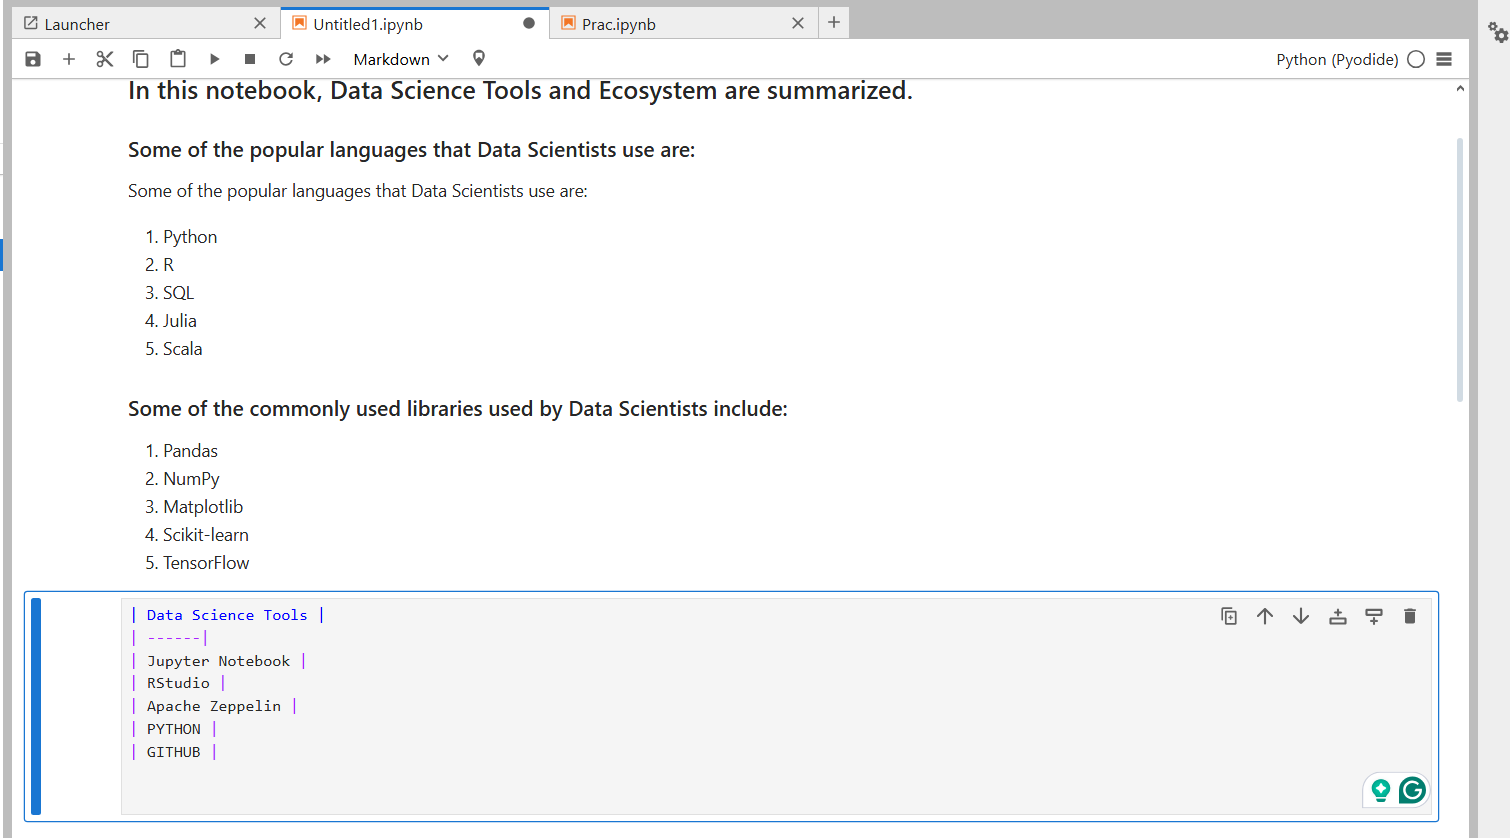 Launcher
Untitled1.ipynb
Prac.ipynb
Markdown
Python (Pyodide)
In this notebook, Data Science Tools and Ecosystem are summarized.
Some of the popular languages that Data Scientists use are:
Some of the popular languages that Data Scientists use are:
1. Python
2. R
3. SQL
4. Julia
5. Scala
Some of the commonly used libraries used by Data Scientists include:
1. Pandas
2. NumPy
3. Matplotlib
4. Scikit-learn
5. TensorFlow
| Data Science Tools |
| ------|
| Jupyter Notebook |
| RStudio |
| Apache Zeppelin |
| PYTHON |
| GITHUB |